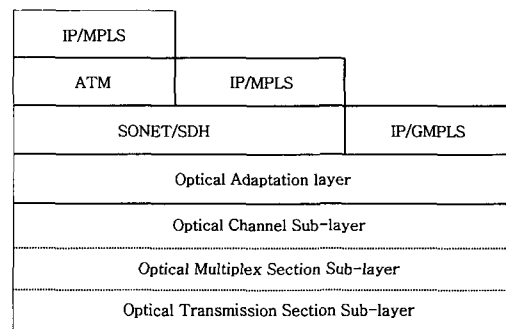 IP/MPLS
ATM
IP/MPLS
SONET/SDH
IP/GMPLS
Optical Adaptation layer
Optical Channel Sub-layer
Optical Multiplex Section Sub-layer
Optical Transmission Section Sub-layer